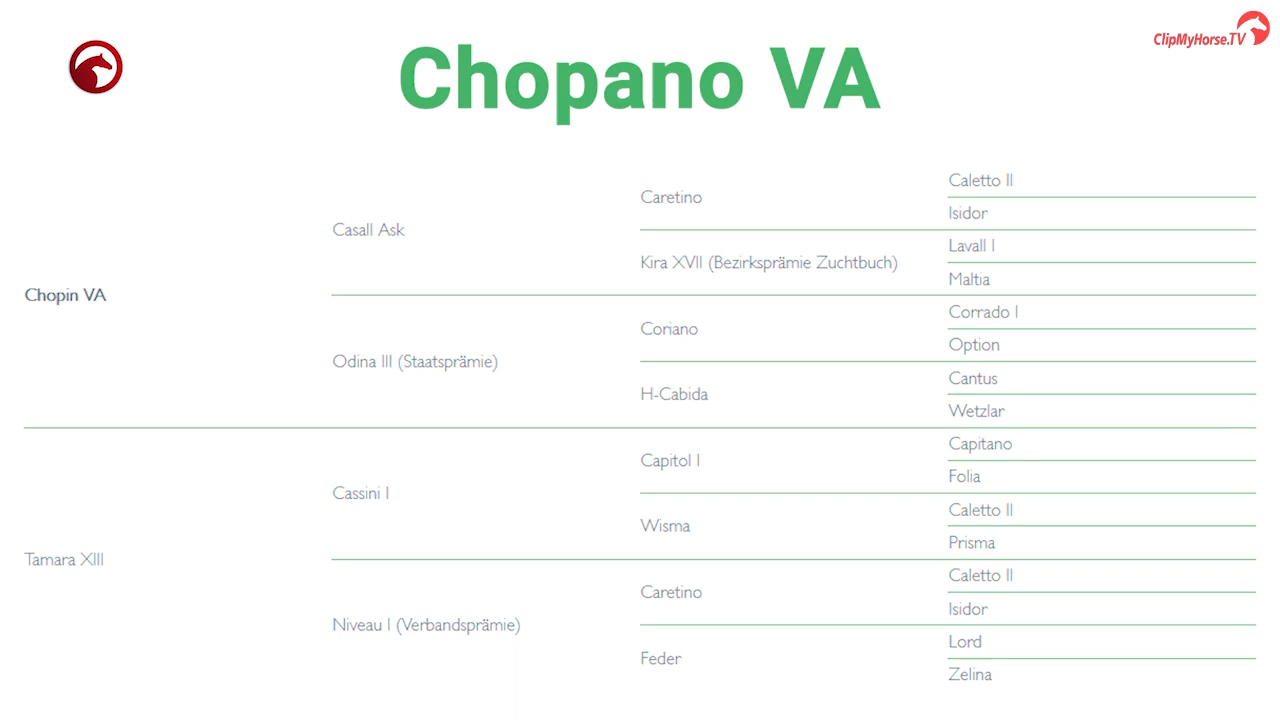 ClipMyHorse.TV
Chopano VA
Caletto II
Caretino
Isidor
Casall Ask
Lavall I
Kira XVII (Bezirksprämie Zuchtbuch)
Maltia
Chopin VA
Corrado I
Coriano
Option
Odina III (Staatsprämie)
Cantus
H-Cabida
Wetzlar
Capitano
Capitol I
Folia
Cassini I
Caletto II
Wisma
Prisma
Tamara XIII
Caletto II
Caretino
Isidor
Niveau I (Verbandsprämie)
Lord
Feder
Zelina